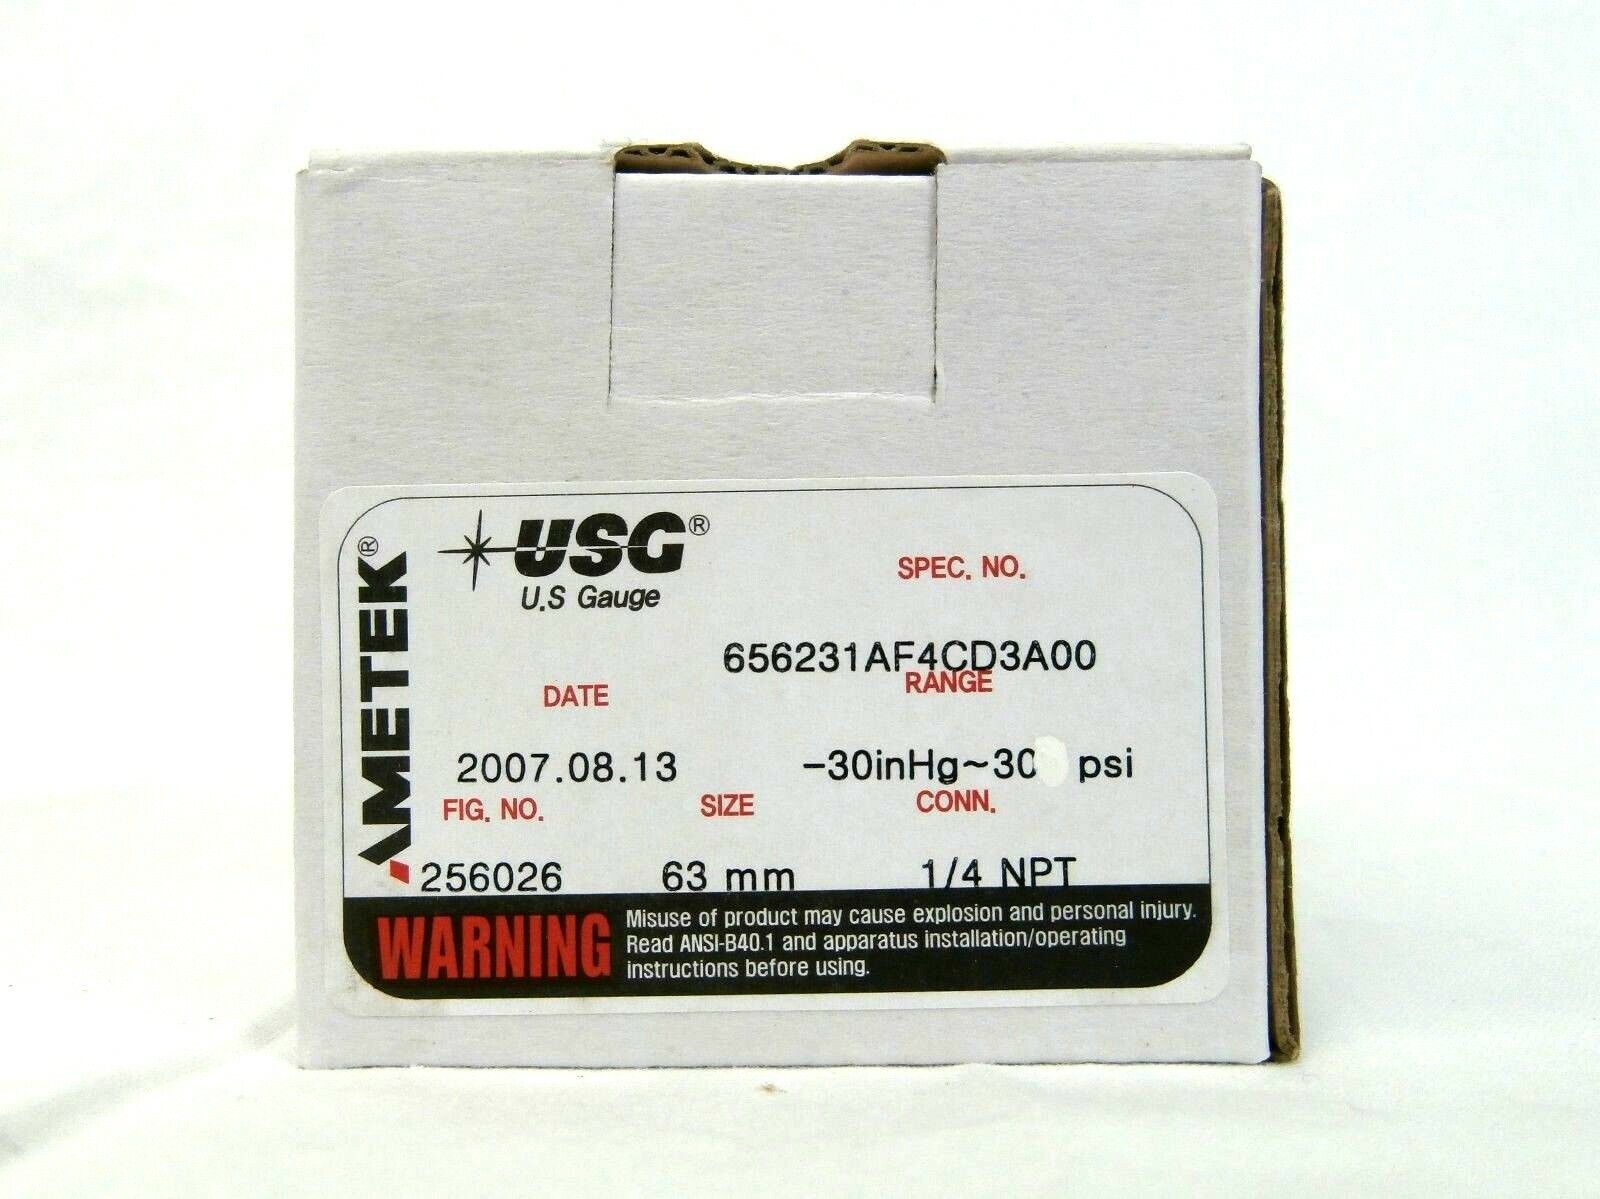 AMETEK®
USG®
U.S Gauge
SPEC. NO.
656231AF4CD3A00
DATE
RANGE
2007.08.13
-30inHg~30 psi
FIG. NO.
SIZE
CONN.
256026
63 mm
1/4 NPT
WARNING
Misuse of product may cause explosion and personal injury.
Read ANSI-B40.1 and apparatus installation/operating
instructions before using.